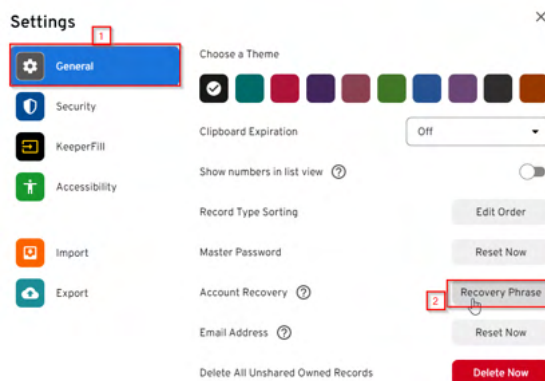 Settings
1
General
Security
KeeperFill
Accessibility
Import
Export
Choose a Theme
Clipboard Expiration Off
Show numbers in list view ?
Record Type Sorting Edit Order
Master Password Reset Now
Account Recovery ? 2 Recovery Phrase
Email Address ? Reset Now
Delete All Unshared Owned Records Delete Now